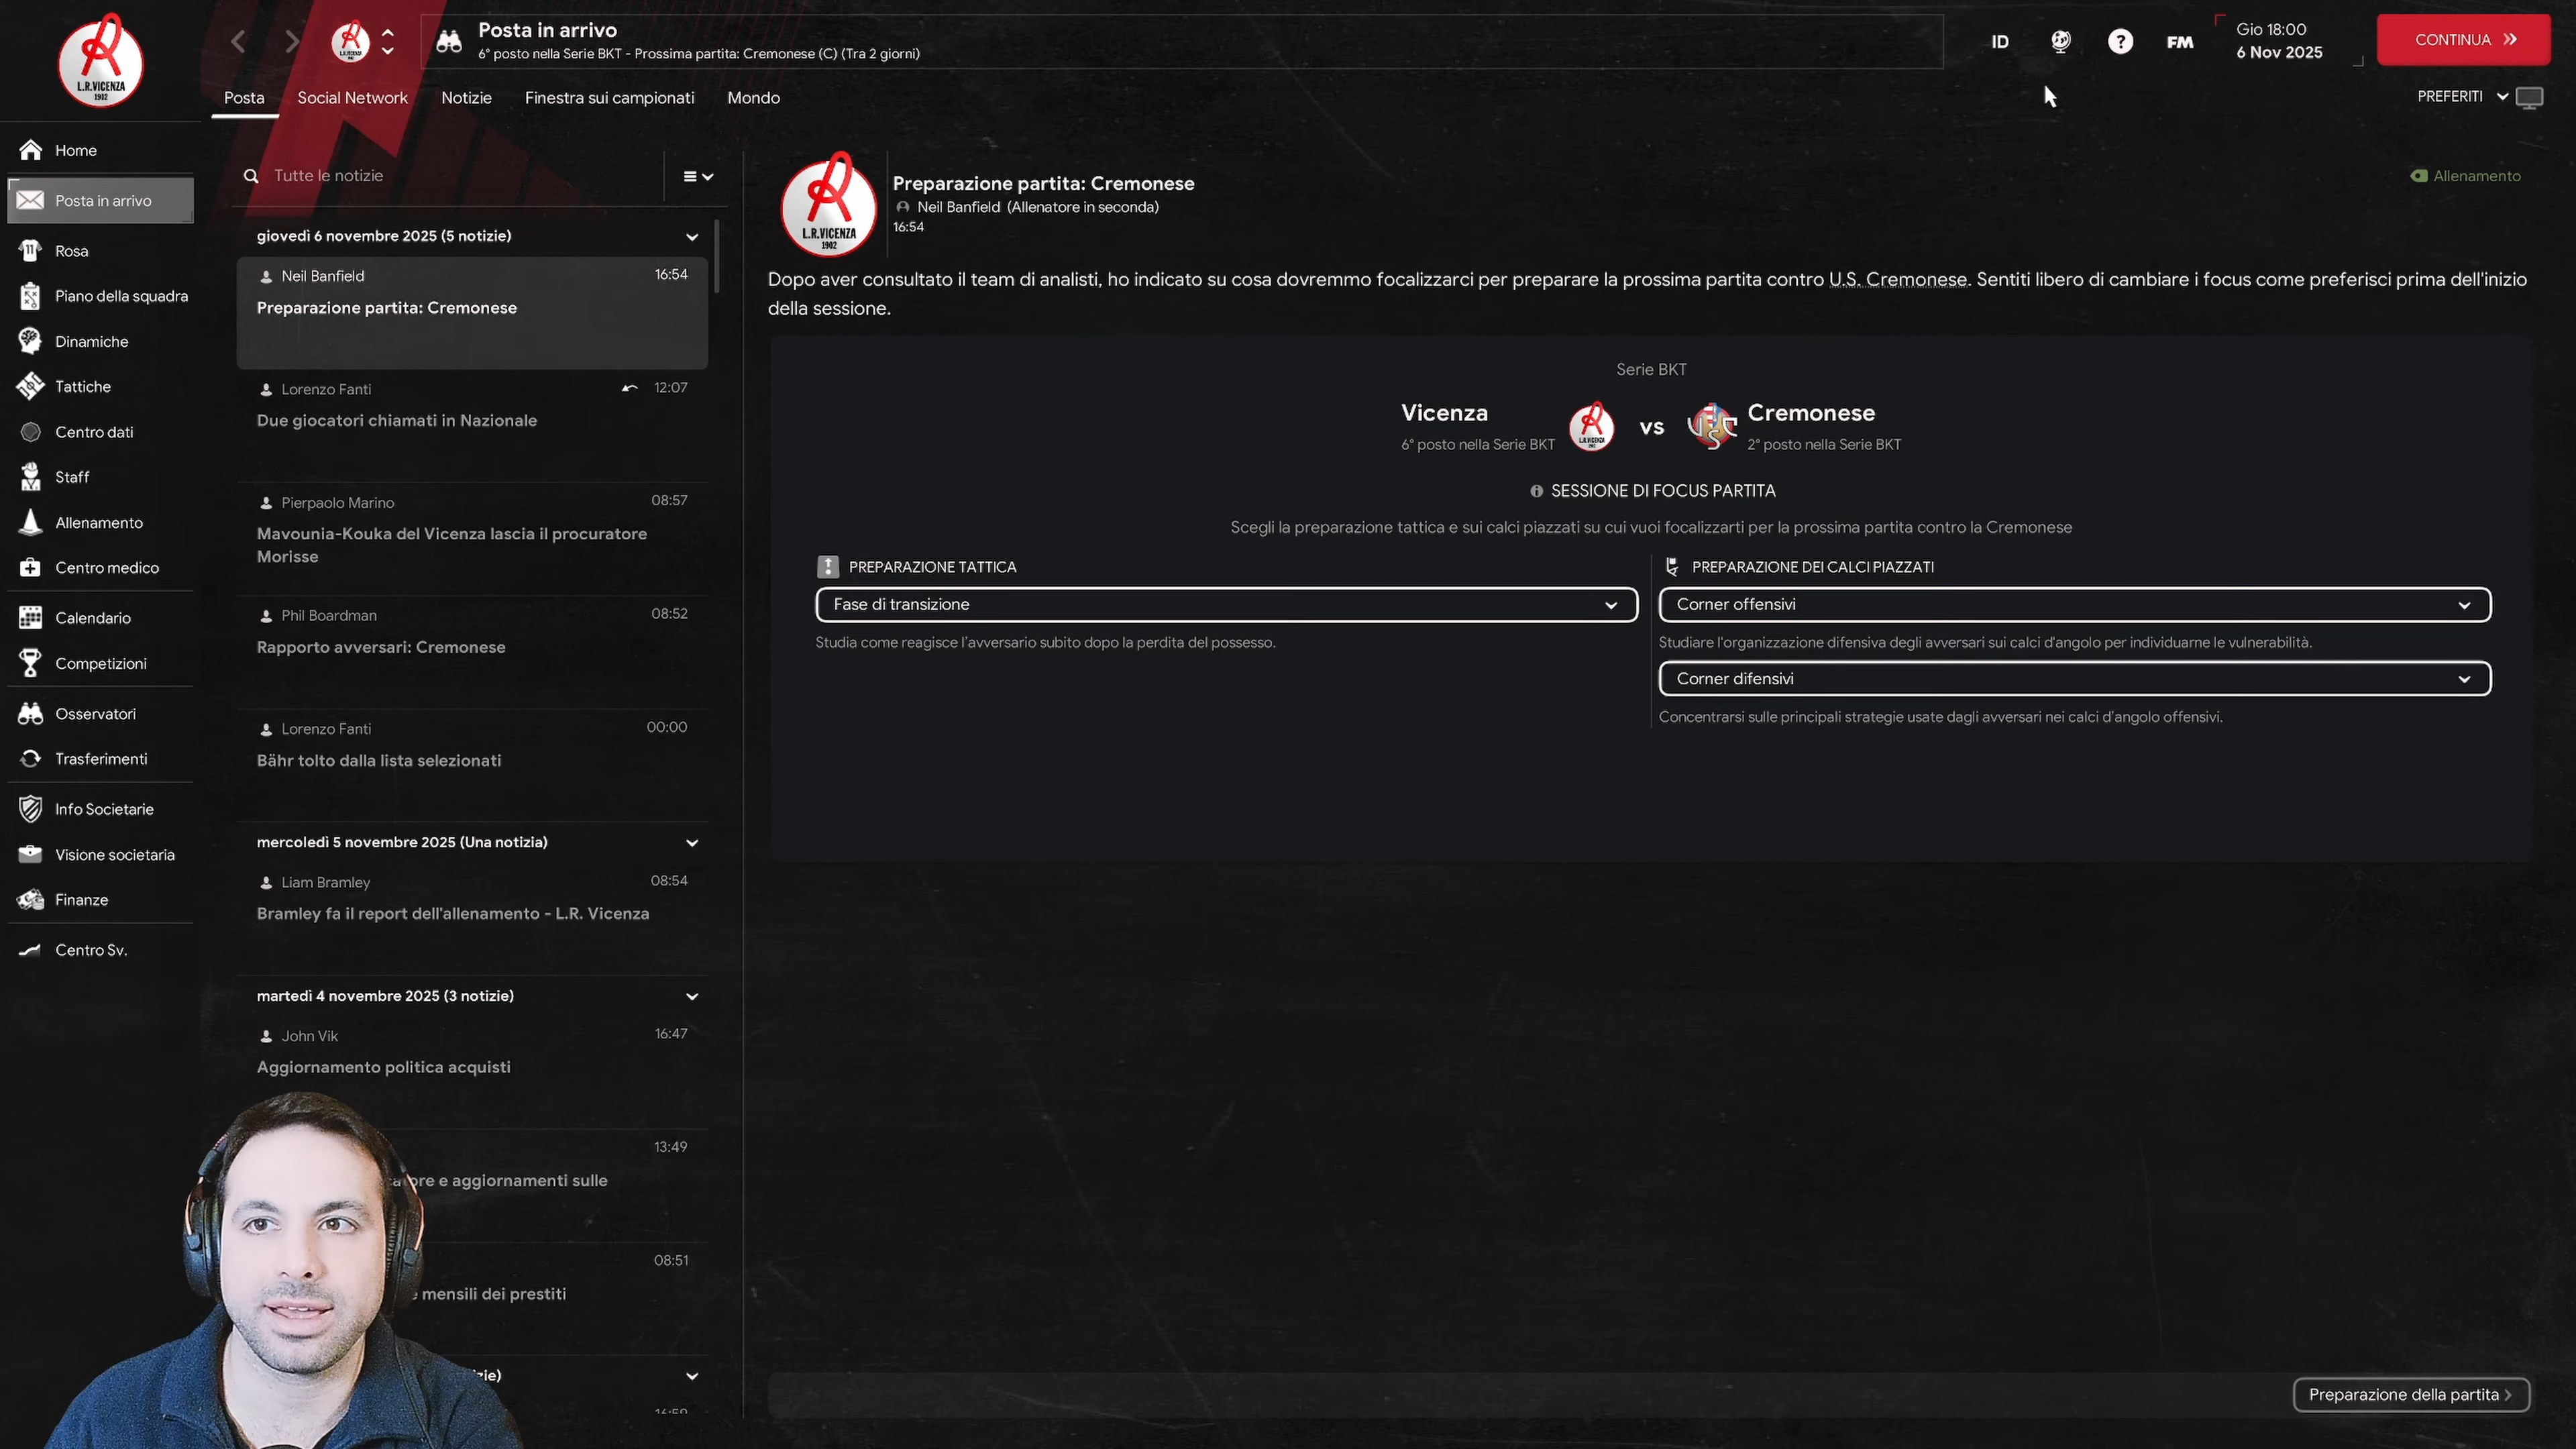 L.R.VICENZA
1902
Posta in arrivo
6° posto nella Serie BKT - Prossima partita: Cremonese (C) (Tra 2 giorni)
ID
FM
Gio 18:00
6 Nov 2025
CONTINUA
Posta
Social Network
Notizie
Finestra sui campionati
Mondo
PREFERITI
Home
Posta in arrivo
Rosa
Piano della squadra
Dinamiche
Tattiche
Centro dati
Staff
Allenamento
Centro medico
Calendario
Competizioni
Osservatori
Trasferimenti
Info Societarie
Visione societaria
Finanze
Centro Sv.
Tutte le notizie
giovedì 6 novembre 2025 (5 notizie)
Neil Banfield
16:54
Preparazione partita: Cremonese
Lorenzo Fanti
12:07
Due giocatori chiamati in Nazionale
Pierpaolo Marino
08:57
Mavounia-Kouka del Vicenza lascia il procuratore
Morisse
Phil Boardman
08:52
Rapporto avversari: Cremonese
Lorenzo Fanti
00:00
Bähr tolto dalla lista selezionati
mercoledì 5 novembre 2025 (Una notizia)
Liam Bramley
08:54
Bramley fa il report dell'allenamento - L.R. Vicenza
martedì 4 novembre 2025 (3 notizie)
John Vik
16:47
Aggiornamento politica acquisti
13:49
e aggiornamenti sulle
08:51
mensili dei prestiti
L.R.VICENZA
1902
Preparazione partita: Cremonese
Neil Banfield (Allenatore in seconda)
16:54
Allenamento
Dopo aver consultato il team di analisti, ho indicato su cosa dovremmo focalizzarci per preparare la prossima partita contro U.S. Cremonese. Sentiti libero di cambiare i focus come preferisci prima dell'inizio
della sessione.
Serie BKT
Vicenza
6° posto nella Serie BKT
vs
Cremonese
2° posto nella Serie BKT
SESSIONE DI FOCUS PARTITA
Scegli la preparazione tattica e sui calci piazzati su cui vuoi focalizzarti per la prossima partita contro la Cremonese
PREPARAZIONE TATTICA
Fase di transizione
Studia come reagisce l'avversario subito dopo la perdita del possesso.
PREPARAZIONE DEI CALCI PIAZZATI
Corner offensivi
Studiare l'organizzazione difensiva degli avversari sui calci d'angolo per individuarne le vulnerabilità.
Corner difensivi
Concentrarsi sulle principali strategie usate dagli avversari nei calci d'angolo offensivi.
Preparazione della partita